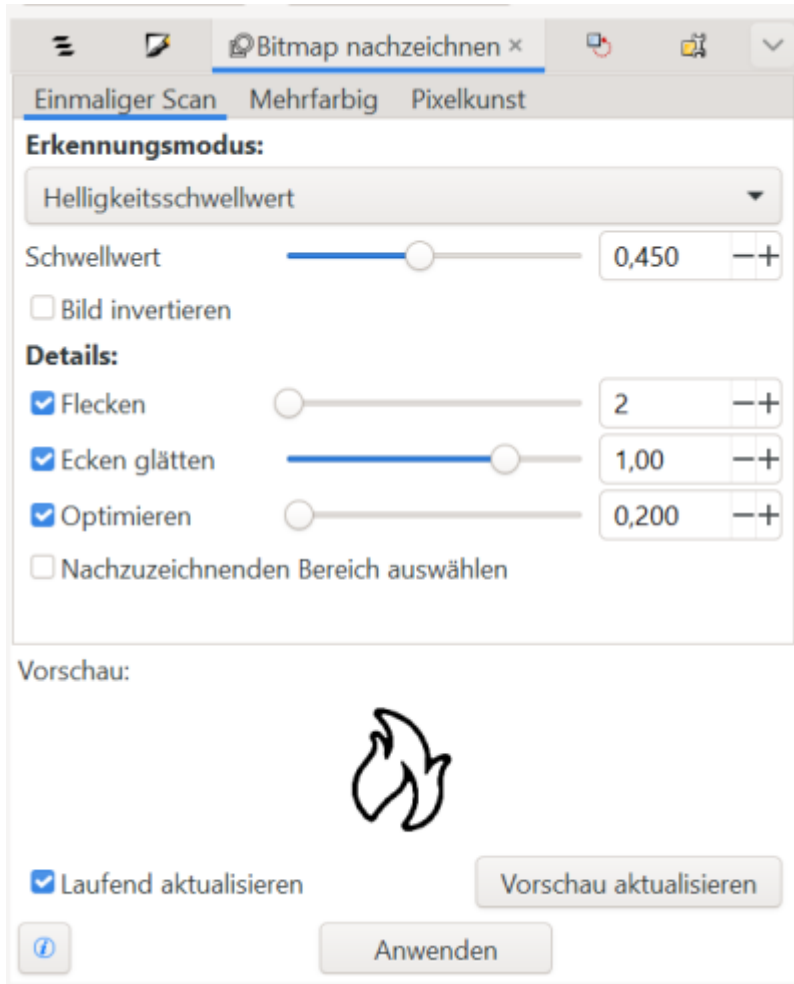 Bitmap nachzeichnen ×
Einmaliger Scan Mehrfarbig Pixelkunst
Erkennungsmodus:
Helligkeitsschwellwert
Schwellwert 0,450 −+
Bild invertieren
Details:
Flecken 2 −+
Ecken glätten 1,00 −+
Optimieren 0,200 −+
Nachzuzeichnenden Bereich auswählen
Vorschau:
Laufend aktualisieren Vorschau aktualisieren
Anwenden